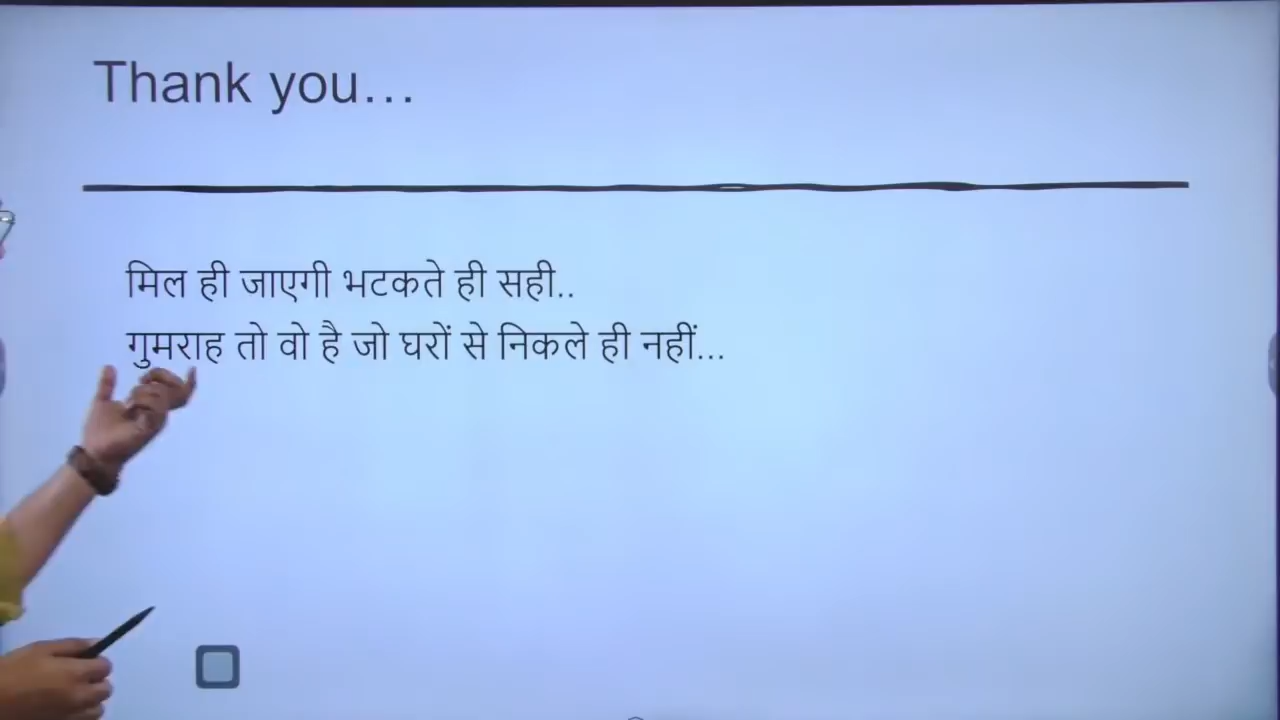 Thank you...
मिल ही जाएगी भटकते ही सही..
गुमराह तो वो है जो घरों से निकले ही नहीं...